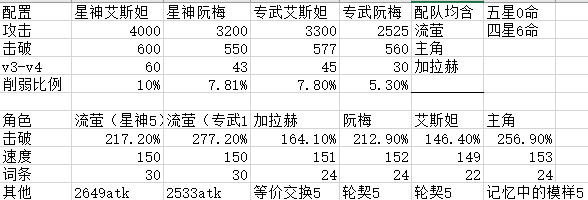 配置 星神艾斯妲 星神阮梅 专武艾斯妲 专武阮梅 配队均含 五星0命
攻击 4000 3200 3300 2525 流萤 四星6命
击破 600 550 577 560 主角
v3-v4 60 43 45 30 加拉赫
削弱比例 10% 7.81% 7.80% 5.30%
角色 流萤（星神5） 流萤（专武1 加拉赫 阮梅 艾斯妲 主角
击破 217.20% 277.20% 164.10% 212.90% 146.40% 256.90%
速度 150 150 151 152 149 153
词条 30 30 24 24 22 24
其他 2649atk 2533atk 等价交换5 轮契5 轮契5 记忆中的模样5